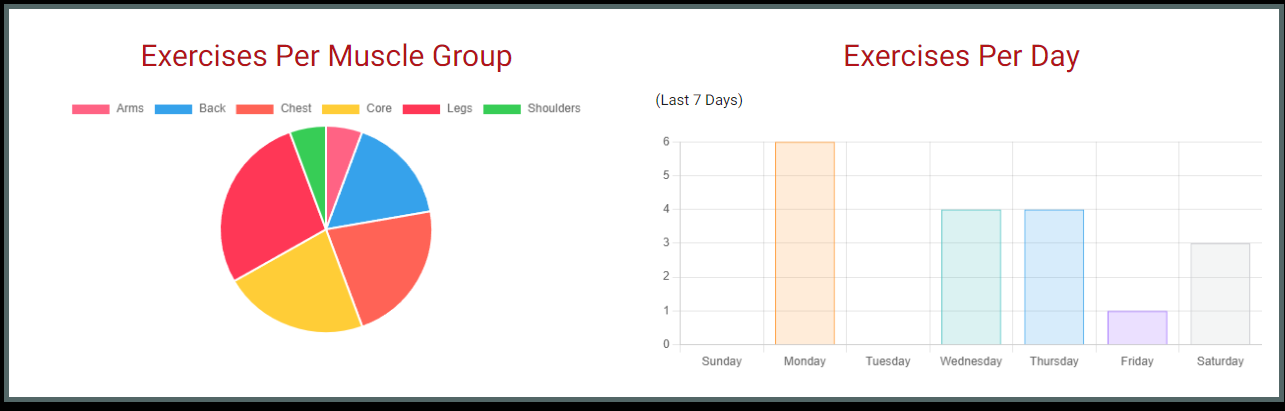 Exercises Per Muscle Group
Arms Back Chest Core Legs Shoulders
Exercises Per Day
(Last 7 Days)
6
5
4
3
2
1
0
Sunday Monday Tuesday Wednesday Thursday Friday Saturday